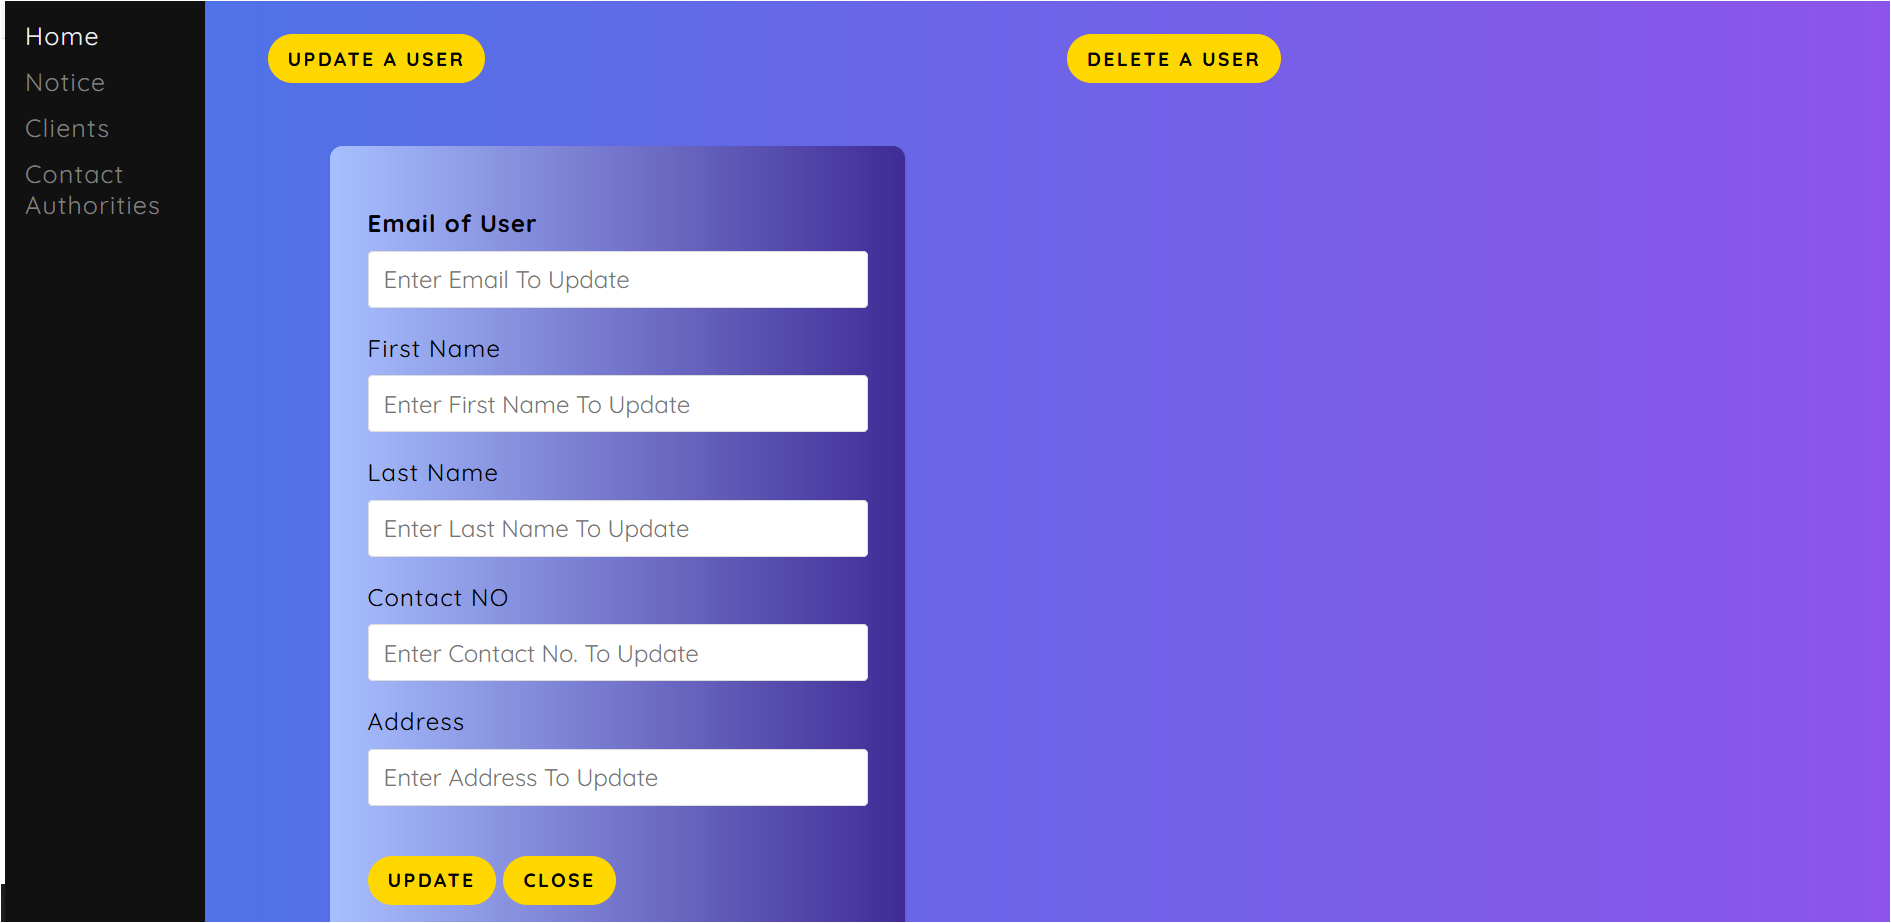 Home
Notice
Clients
Contact
Authorities
UPDATE A USER
DELETE A USER
Email of User
Enter Email To Update
First Name
Enter First Name To Update
Last Name
Enter Last Name To Update
Contact NO
Enter Contact No. To Update
Address
Enter Address To Update
UPDATE
CLOSE